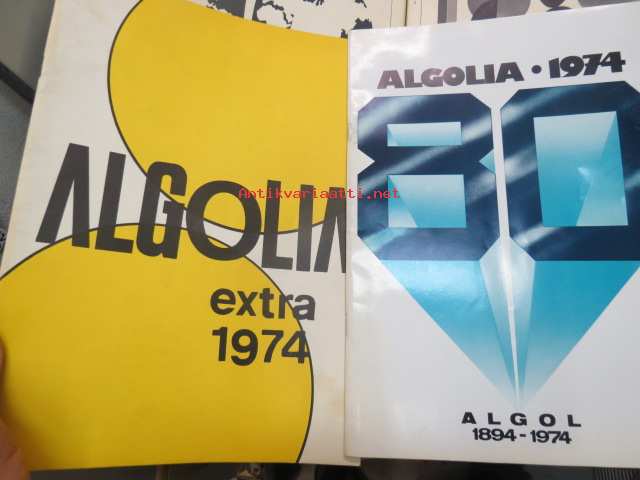 ALGOLIA
extra
1974
ALGOLIA • 1974
80
ALGOL
1894-1974
Antikvariaatti.net